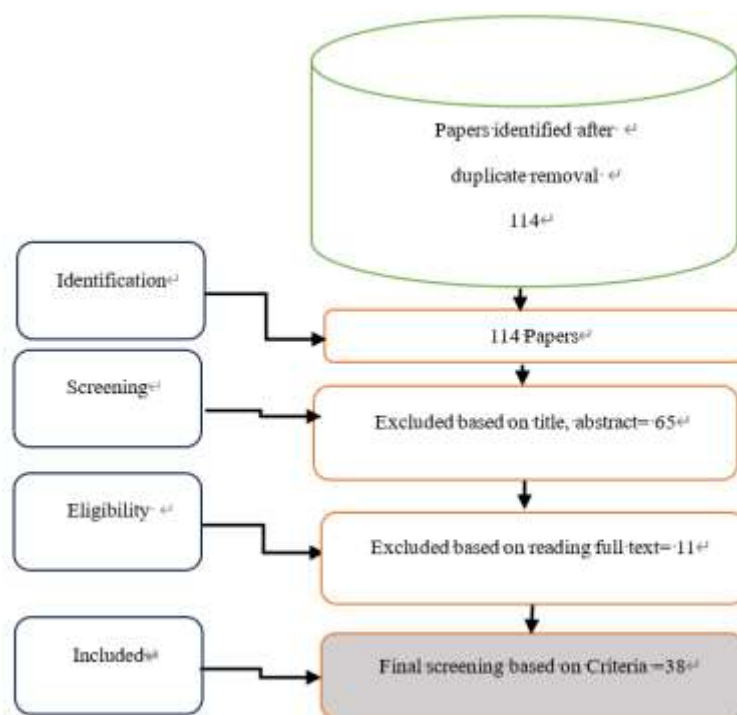 Papers identified after
duplicate removal
114
Identification
114 Papers
Screening
Excluded based on title, abstract= 65
Eligibility
Excluded based on reading full text= 11
Included
Final screening based on Criteria =38